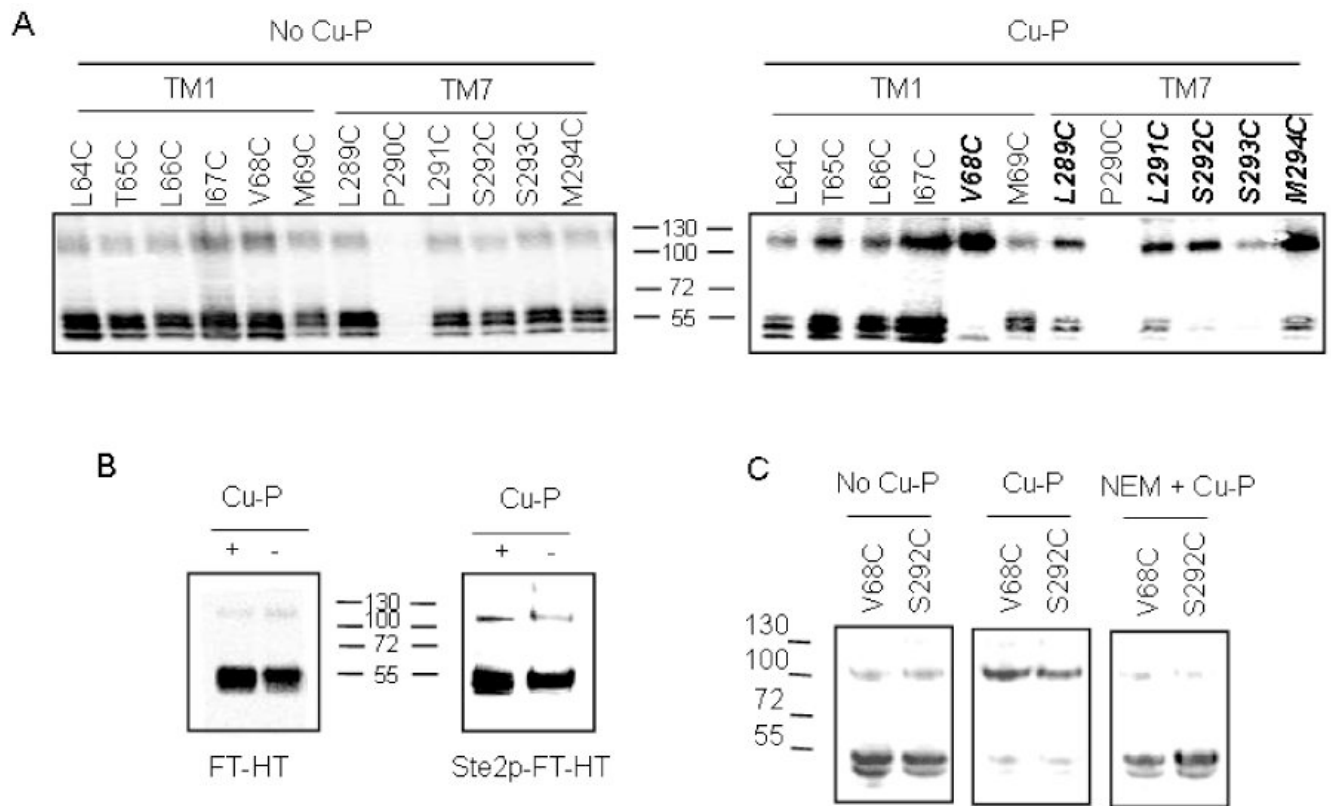 A
No Cu-P
Cu-P
TM1 TM7
TM1 TM7
L64C T65C L66C I67C V68C M69C L289C P290C L291C S292C S293C M294C
L64C T65C L66C I67C V68C M69C L289C P290C L291C S292C S293C M294C
130
100
72
55
B
Cu-P
+ -
130
100
72
55
Cu-P
+ -
FT-HT
Ste2p-FT-HT
C
No Cu-P Cu-P NEM + Cu-P
V68C S292C V68C S292C V68C S292C
130
100
72
55